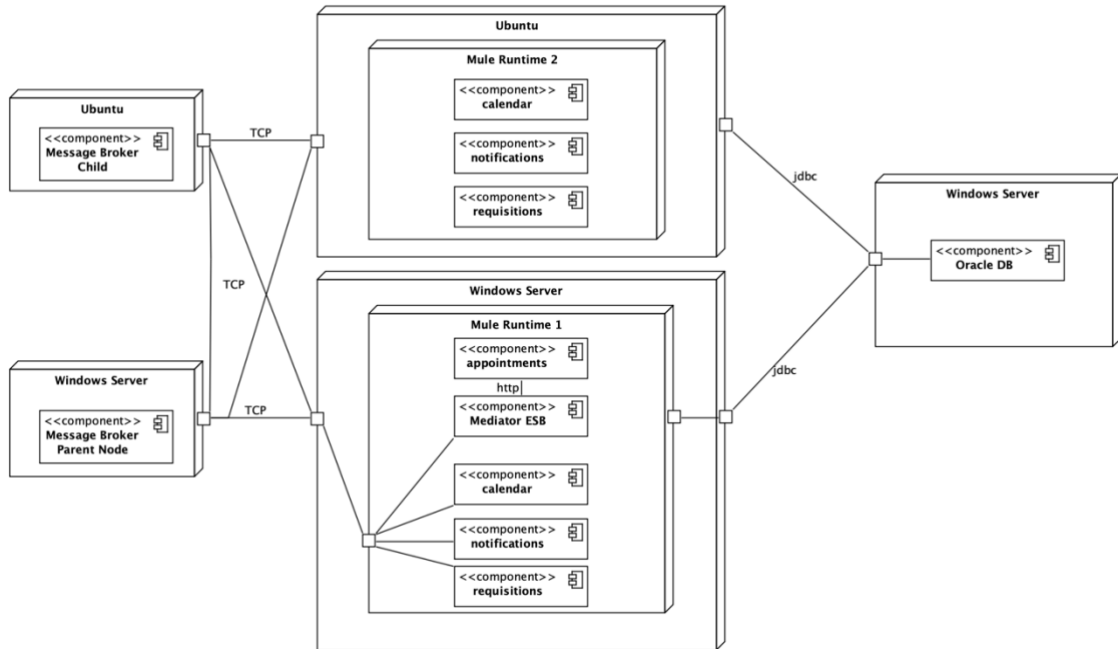 Ubuntu
<<component>>
Message Broker
Child
Windows Server
<<component>>
Message Broker
Parent Node
TCP
TCP
TCP
Ubuntu
Mule Runtime 2
<<component>>
calendar
<<component>>
notifications
<<component>>
requisitions
Windows Server
Mule Runtime 1
<<component>>
appointments
http
<<component>>
Mediator ESB
<<component>>
calendar
<<component>>
notifications
<<component>>
requisitions
jdbc
jdbc
Windows Server
<<component>>
Oracle DB